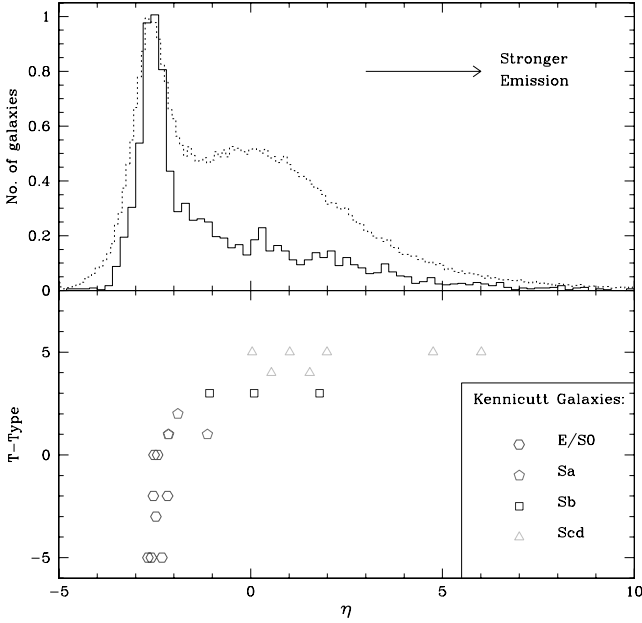 1
0.8
0.6
0.4
0.2
0
No. of galaxies
Stronger
Emission
5
0
-5
T-Type
Kennicutt Galaxies:
E/S0
Sa
Sb
Scd
-5 0 5 10
η